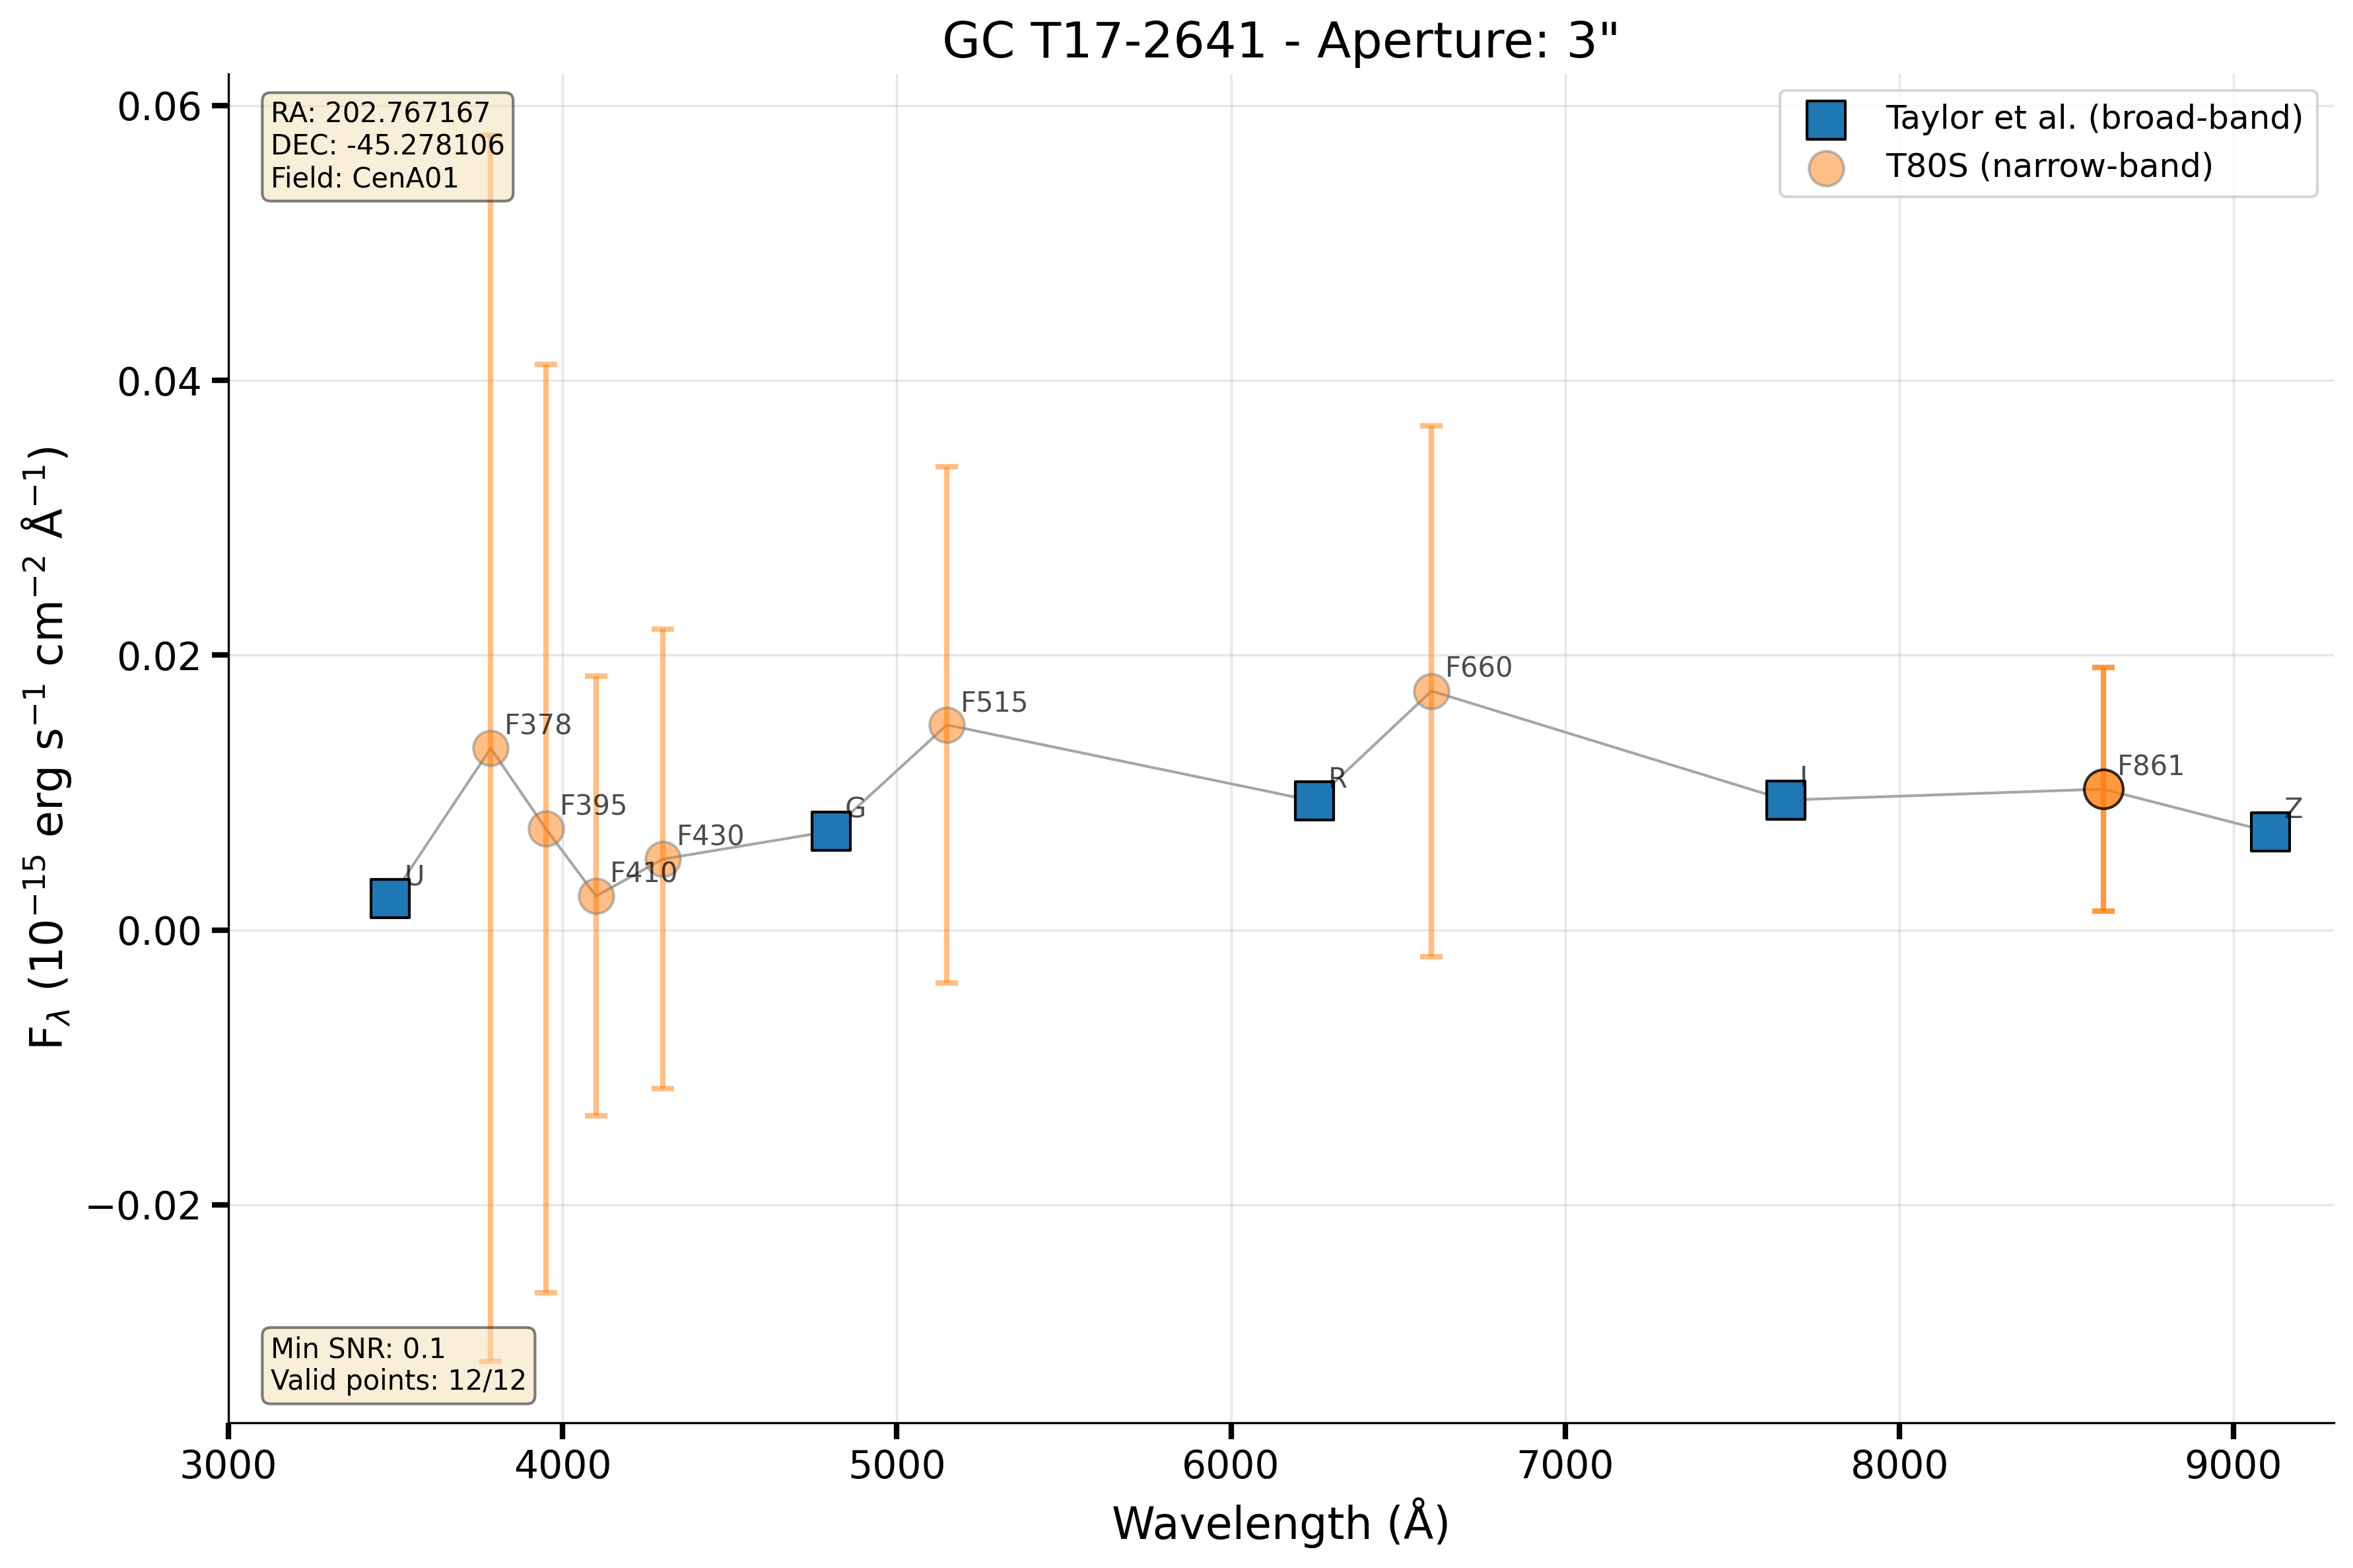 GC T17-2641 - Aperture: 3"
RA: 202.767167
DEC: -45.278106
Field: CenA01
Taylor et al. (broad-band)
T80S (narrow-band)
0.06
0.04
0.02
0.00
−0.02
F_λ (10⁻¹⁵ erg s⁻¹ cm⁻² Å⁻¹)
U
F378
F395
F410
F430
G
F515
R
F660
I
F861
Z
Min SNR: 0.1
Valid points: 12/12
3000
4000
5000
6000
7000
8000
9000
Wavelength (Å)